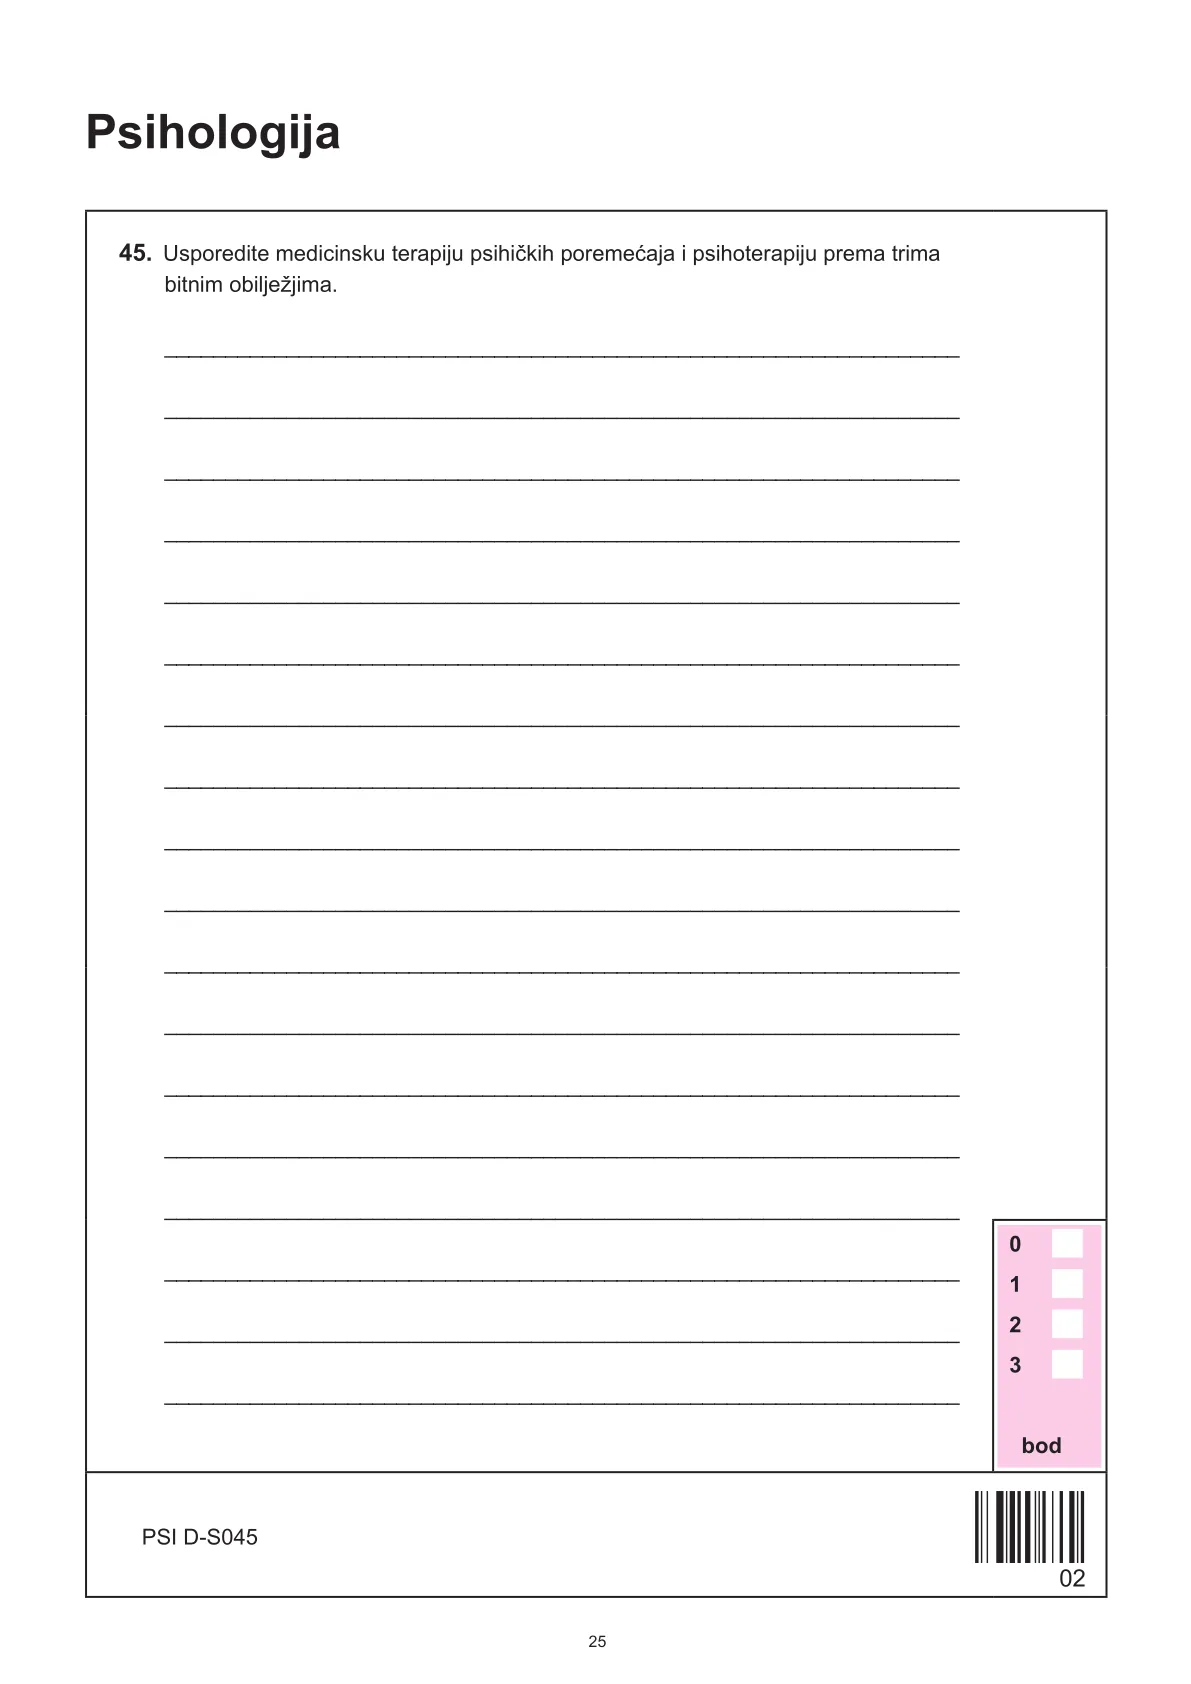 Psihologija
45. Usporedite medicinsku terapiju psihičkih poremećaja i psihoterapiju prema trima
bitnim obilježjima.
0
1
2
3
bod
PSI D-S045
02
25